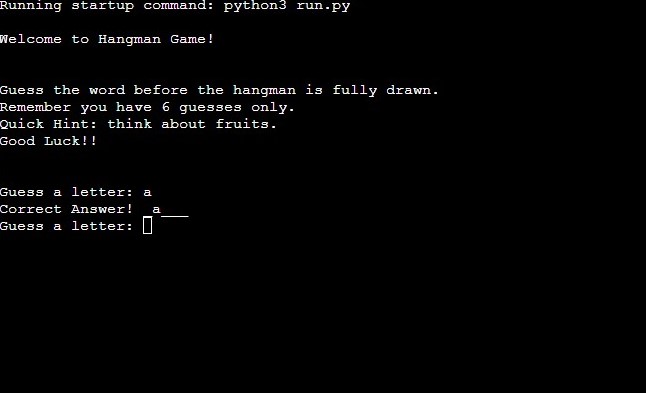 Running startup command: python3 run.py
Welcome to Hangman Game!
Guess the word before the hangman is fully drawn.
Remember you have 6 guesses only.
Quick Hint: think about fruits.
Good Luck!!
Guess a letter: a
Correct Answer! _a___
Guess a letter: